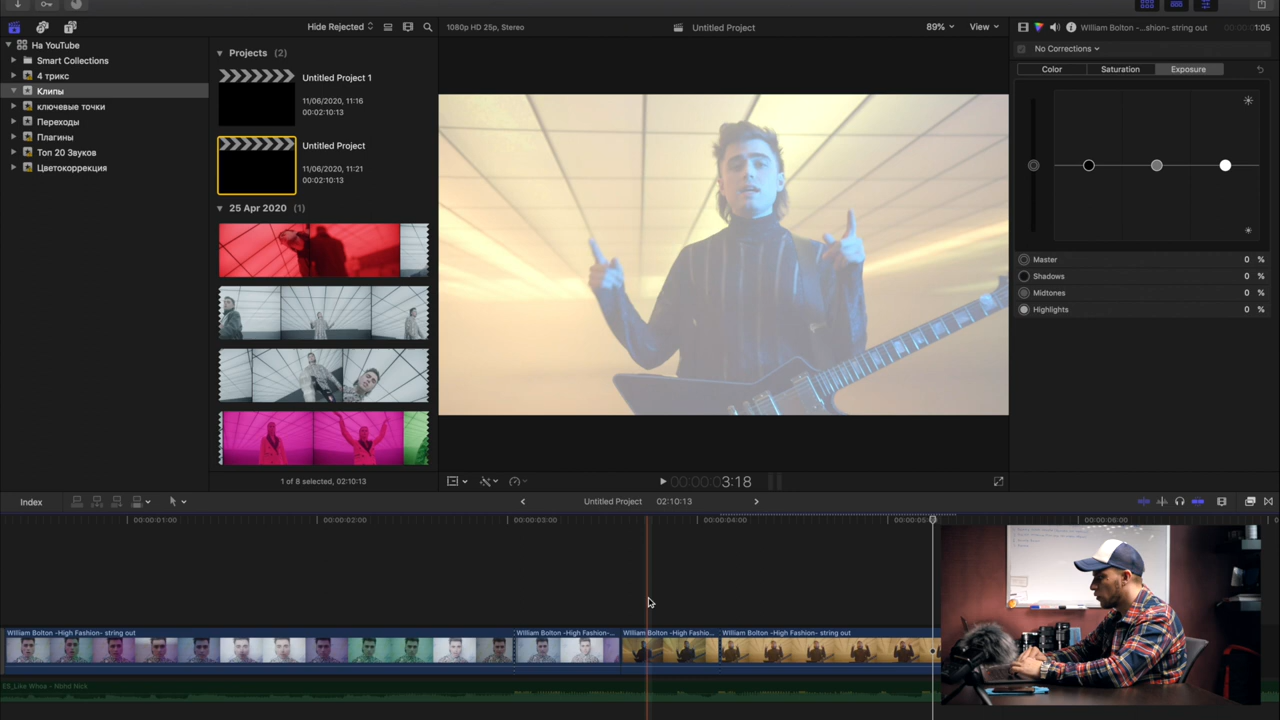 Hide Rejected
1080p HD 25p, Stereo
Untitled Project
89%
View
William Bolton -...shion- string out
1:05
На YouTube
Smart Collections
4 трикс
Клипы
ключевые точки
Переходы
Плагины
Топ 20 Звуков
Цветокоррекция
Projects (2)
Untitled Project 1
11/06/2020, 11:16
00:02:10:13
Untitled Project
11/06/2020, 11:21
00:02:10:13
25 Apr 2020 (1)
1 of 8 selected, 02:10:13
No Corrections
Color
Saturation
Exposure
Master 0 %
Shadows 0 %
Midtones 0 %
Highlights 0 %
00:00:00:03:18
Index
Untitled Project 02:10:13
00:00:01:00
00:00:02:00
00:00:03:00
00:00:04:00
00:00:06:00
William Bolton -High Fashion- string out
William Bolton -High Fashion-...
William Bolton -High Fashio...
William Bolton -High Fashion- string out
ES_Like Whoa - Nbhd Nick